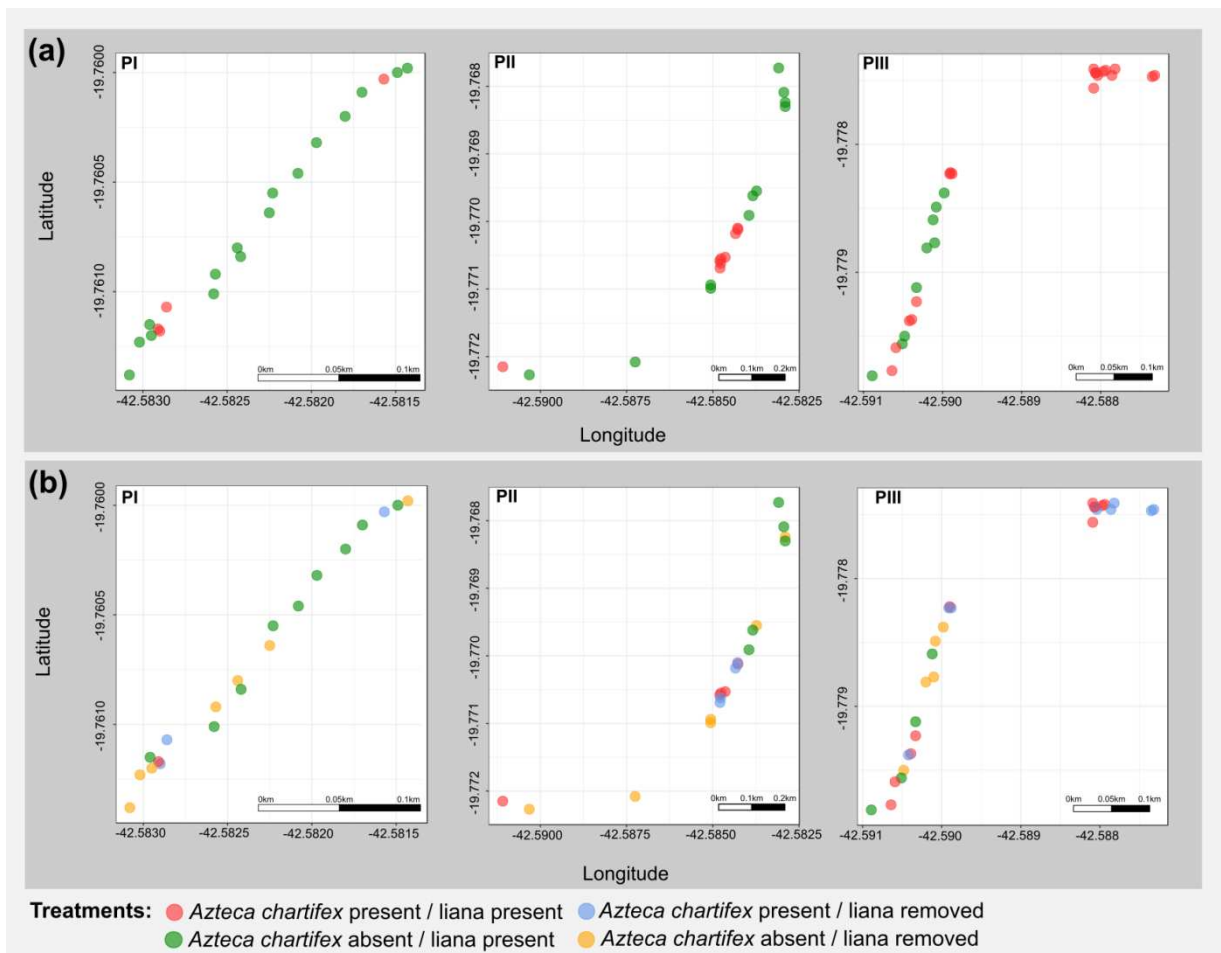 (a)
PI
PII
PIII
Latitude
-19.7600
-19.7605
-19.7610
-42.5830
-42.5825
-42.5820
-42.5815
0km 0.05km 0.1km
-19.768
-19.769
-19.770
-19.771
-19.772
-42.5900
-42.5875
-42.5850
-42.5825
0km 0.1km 0.2km
-19.778
-19.779
-42.591
-42.590
-42.589
-42.588
0km 0.05km 0.1km
Longitude
(b)
PI
PII
PIII
Latitude
-19.7600
-19.7605
-19.7610
-42.5830
-42.5825
-42.5820
-42.5815
0km 0.05km 0.1km
-19.768
-19.769
-19.770
-19.771
-19.772
-42.5900
-42.5875
-42.5850
-42.5825
0km 0.1km 0.2km
-19.778
-19.779
-42.591
-42.590
-42.589
-42.588
0km 0.05km 0.1km
Longitude
Treatments: Azteca chartifex present / liana present Azteca chartifex present / liana removed
Azteca chartifex absent / liana present Azteca chartifex absent / liana removed